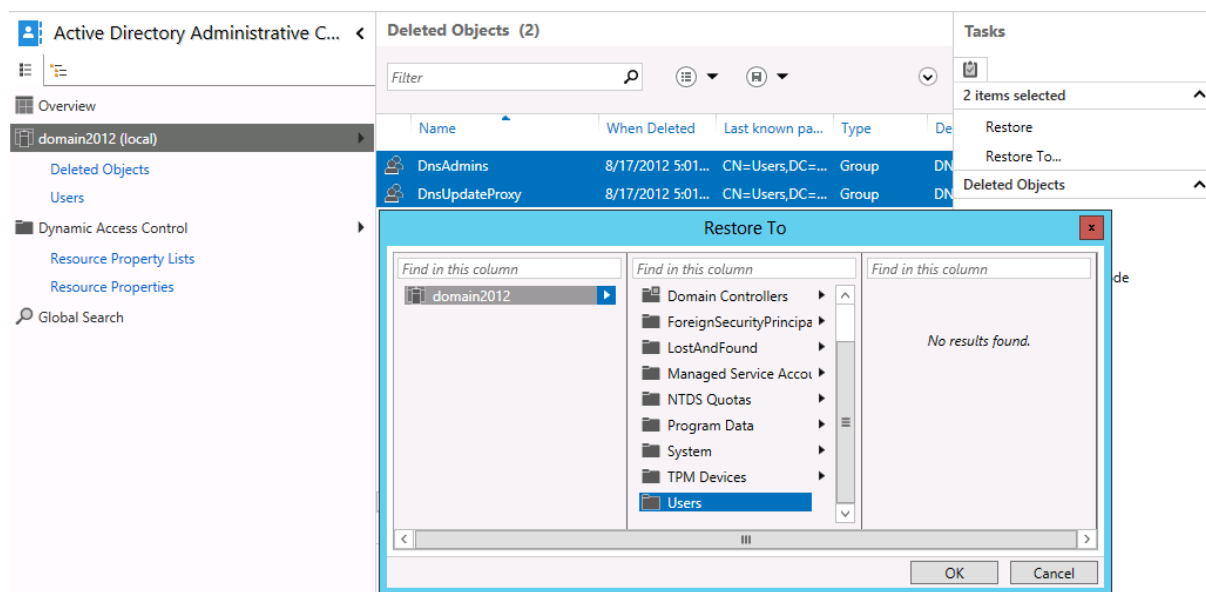 Active Directory Administrative C...
Overview
domain2012 (local)
Deleted Objects
Users
Dynamic Access Control
Resource Property Lists
Resource Properties
Global Search
Deleted Objects (2)
Filter
Name When Deleted Last known pa... Type De
DnsAdmins 8/17/2012 5:01... CN=Users,DC=... Group DN
DnsUpdateProxy 8/17/2012 5:01... CN=Users,DC=... Group DN
Tasks
2 items selected
Restore
Restore To...
Deleted Objects
de
Restore To
Find in this column
domain2012
Find in this column
Domain Controllers
ForeignSecurityPrincipa
LostAndFound
Managed Service Accou
NTDS Quotas
Program Data
System
TPM Devices
Users
Find in this column
No results found.
OK Cancel